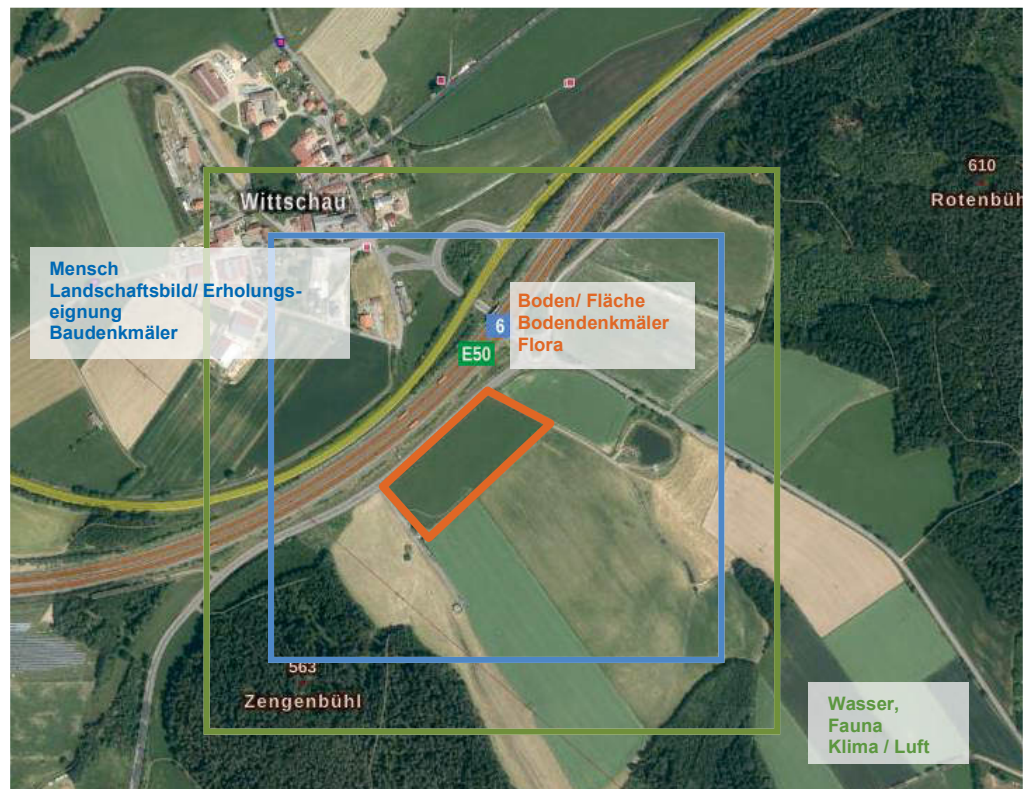 610
Rotenbüh
Wittschau
Mensch
Landschaftsbild/ Erholungs-
eignung
Baudenkmäler
Boden/ Fläche
Bodendenkmäler
Flora
6
E50
563
Zengenbühl
Wasser,
Fauna
Klima / Luft